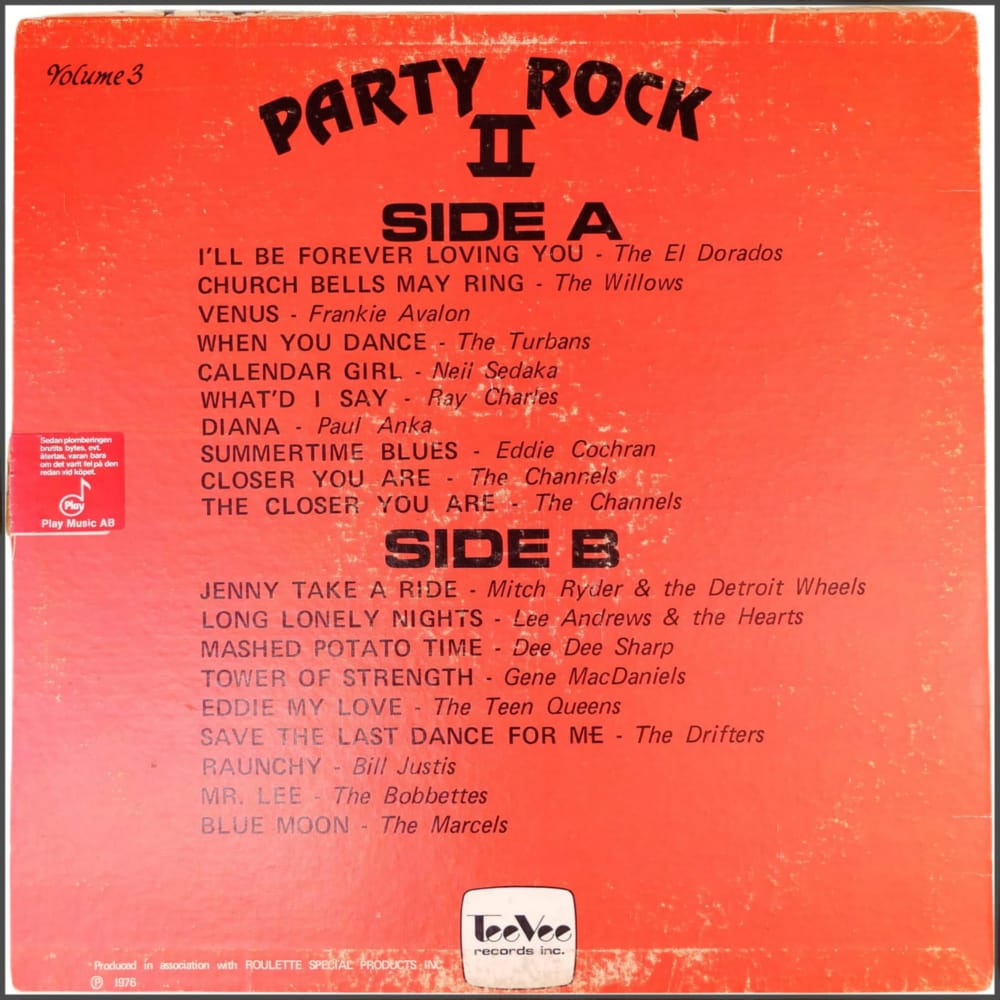 Volume 3
PARTY ROCK
II
SIDE A
I'LL BE FOREVER LOVING YOU - The El Dorados
CHURCH BELLS MAY RING - The Willows
VENUS - Frankie Avalon
WHEN YOU DANCE - The Turbans
CALENDAR GIRL - Neil Sedaka
WHAT'D I SAY - Ray Charles
DIANA - Paul Anka
SUMMERTIME BLUES - Eddie Cochran
CLOSER YOU ARE - The Channels
THE CLOSER YOU ARE - The Channels
Sedan plomberingen
brutits bytes, evt.
återtas, varan bara
om det varit fel på den
redan vid köpet.
Play
Play Music AB
SIDE B
JENNY TAKE A RIDE - Mitch Ryder & the Detroit Wheels
LONG LONELY NIGHTS - Lee Andrews & the Hearts
MASHED POTATO TIME - Dee Dee Sharp
TOWER OF STRENGTH - Gene MacDaniels
EDDIE MY LOVE - The Teen Queens
SAVE THE LAST DANCE FOR ME - The Drifters
RAUNCHY - Bill Justis
MR. LEE - The Bobbettes
BLUE MOON - The Marcels
TeeVee
records inc.
Produced in association with ROULETTE SPECIAL PRODUCTS INC.
Ⓟ 1976